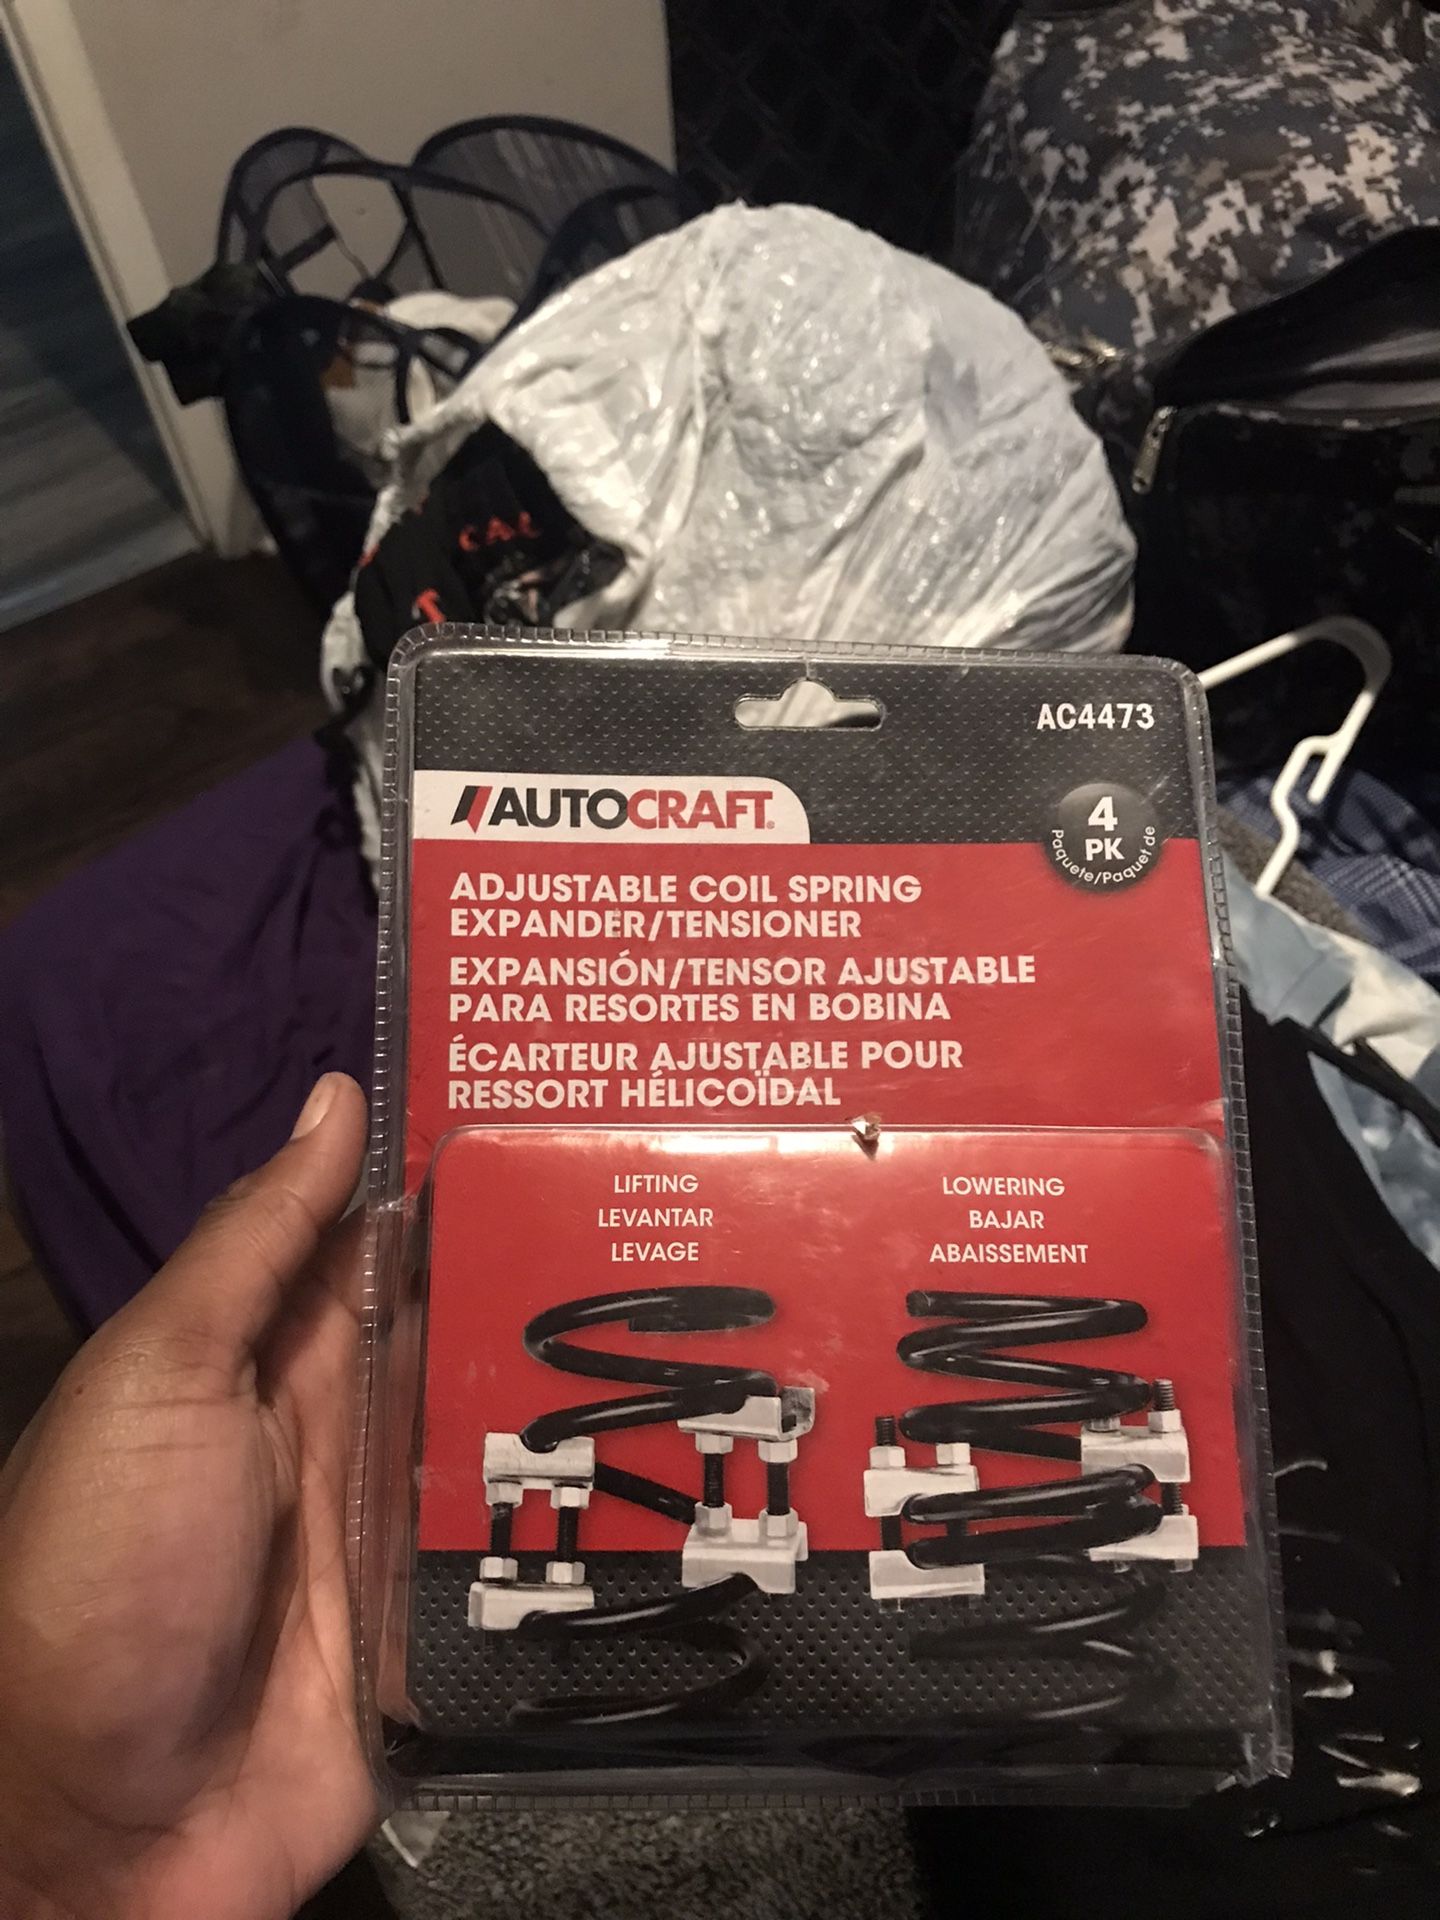 CAL
T
AC4473
AUTOCRAFT
4
PK
Paquete/Paquet de
ADJUSTABLE COIL SPRING
EXPANDER/TENSIONER
EXPANSIÓN/TENSOR AJUSTABLE
PARA RESORTES EN BOBINA
ÉCARTEUR AJUSTABLE POUR
RESSORT HÉLICOÏDAL
LIFTING
LEVANTAR
LEVAGE
LOWERING
BAJAR
ABAISSEMENT